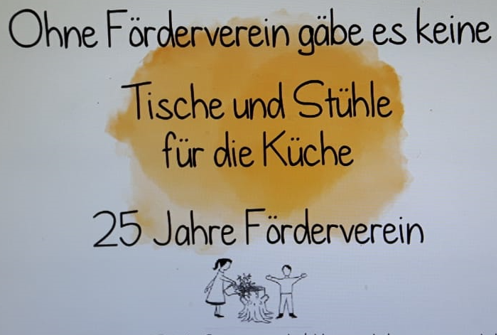 Ohne Förderverein gäbe es keine
Tische und Stühle
für die Küche
25 Jahre Förderverein